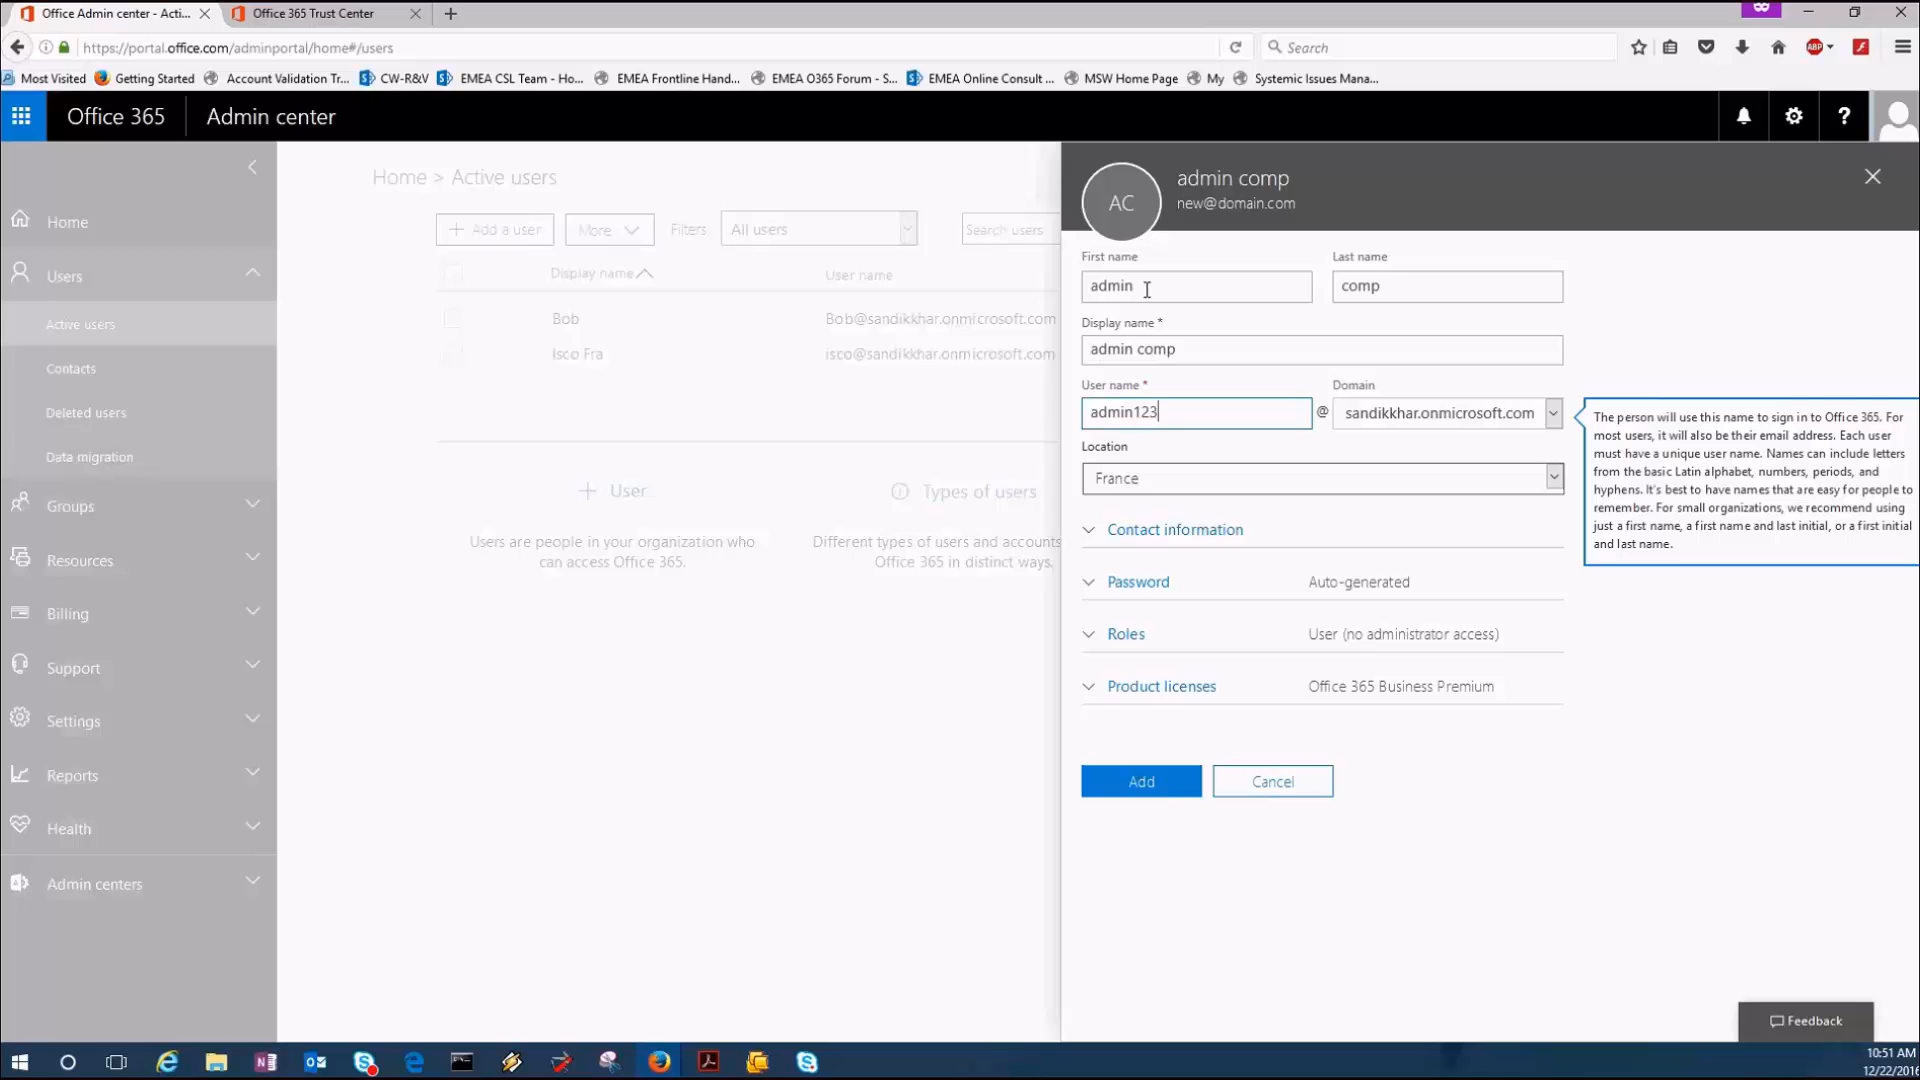 Office Admin center - Acti...
Office 365 Trust Center
https://portal.office.com/adminportal/home#/users
Search
Most Visited
Getting Started
Account Validation Tr...
CW-R&V
EMEA CSL Team - Ho...
EMEA Frontline Hand...
EMEA O365 Forum - S...
EMEA Online Consult ...
MSW Home Page
My
Systemic Issues Mana...
ABP
Office 365
Admin center
?
Home
Users
Active users
Contacts
Deleted users
Data migration
Groups
Resources
Billing
Support
Settings
Reports
Health
Admin centers
Home > Active users
+ Add a user
More
Filters
All users
Search users
Display name
User name
Bob
Bob@sandikkhar.onmicrosoft.com
Isco Fra
isco@sandikkhar.onmicrosoft.com
+ User
Users are people in your organization who
can access Office 365.
Types of users
Different types of users and accounts
Office 365 in distinct ways.
AC
admin comp
new@domain.com
First name
Last name
admin
comp
Display name *
admin comp
User name *
Domain
admin123
@
sandikkhar.onmicrosoft.com
Location
France
Contact information
Password
Auto-generated
Roles
User (no administrator access)
Product licenses
Office 365 Business Premium
Add
Cancel
The person will use this name to sign in to Office 365. For
most users, it will also be their email address. Each user
must have a unique user name. Names can include letters
from the basic Latin alphabet, numbers, periods, and
hyphens. It's best to have names that are easy for people to
remember. For small organizations, we recommend using
just a first name, a first name and last initial, or a first initial
and last name.
Feedback
10:51 AM
12/22/2016